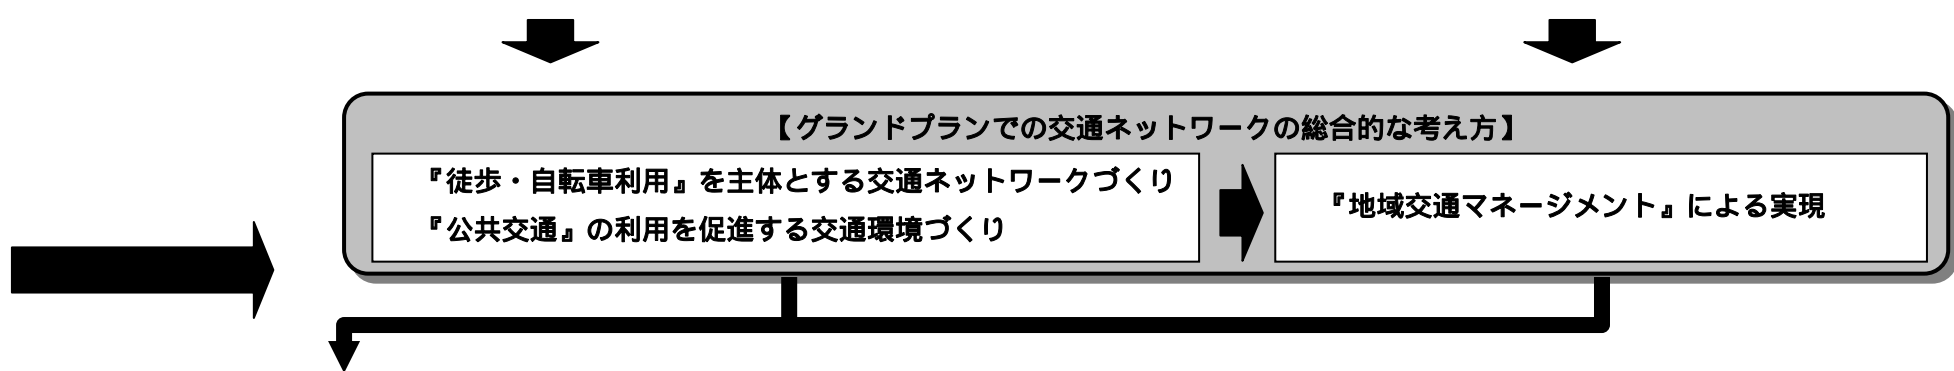 【グランドプランでの交通ネットワークの総合的な考え方】
『徒歩・自転車利用』を主体とする交通ネットワークづくり
『公共交通』の利用を促進する交通環境づくり
『地域交通マネージメント』による実現